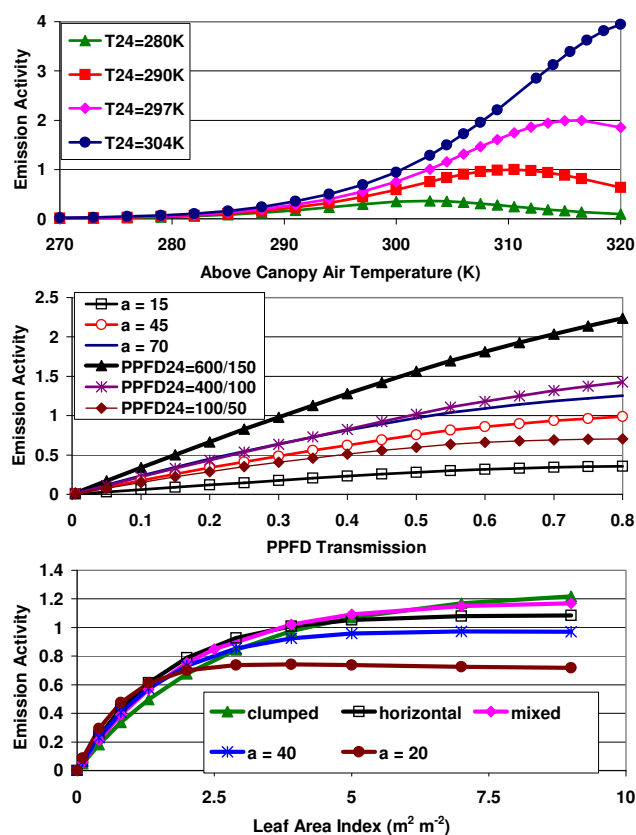 4
3
2
1
0
Emission Activity
T24=280K
T24=290K
T24=297K
T24=304K
270 280 290 300 310 320
Above Canopy Air Temperature (K)
2.5
2
1.5
1
0.5
0
Emission Activity
a = 15
a = 45
a = 70
PPFD24=600/150
PPFD24=400/100
PPFD24=100/50
0 0.1 0.2 0.3 0.4 0.5 0.6 0.7 0.8
PPFD Transmission
1.4
1.2
1
0.8
0.6
0.4
0.2
0
Emission Activity
clumped horizontal mixed
a = 40 a = 20
0 2.5 5 7.5 10
Leaf Area Index (m² m⁻²)